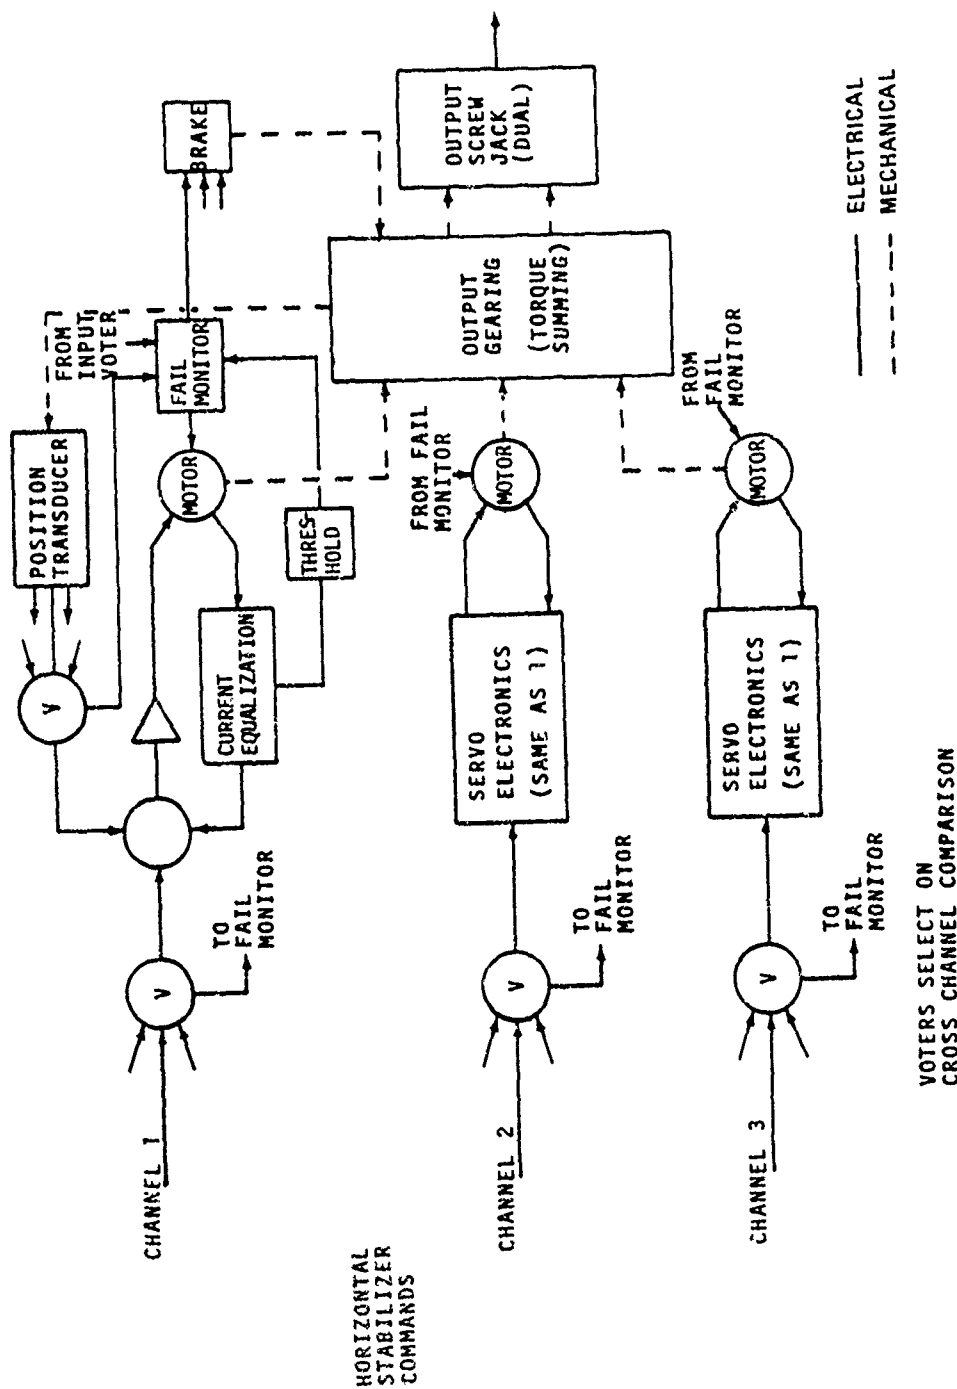 HORIZONTAL
STABILIZER
COMMANDS
CHANNEL 1
V
TO
FAIL
MONITOR
V
POSITION
TRANSDUCER
CURRENT
EQUALIZATION
THRES-
HOLD
MOTOR
FROM
INPUT
VOTER
FAIL
MONITOR
BRAKE
CHANNEL 2
V
TO
FAIL
MONITOR
SERVO
ELECTRONICS
(SAME AS 1)
FROM FAIL
MONITOR
MOTOR
OUTPUT
GEARING
(TORQUE
SUMMING)
OUTPUT
SCREW
JACK
(DUAL)
CHANNEL 3
V
TO
FAIL
MONITOR
SERVO
ELECTRONICS
(SAME AS 1)
FROM
FAIL
MONITOR
MOTOR
ELECTRICAL
MECHANICAL
VOTERS SELECT ON
CROSS CHANNEL COMPARISON